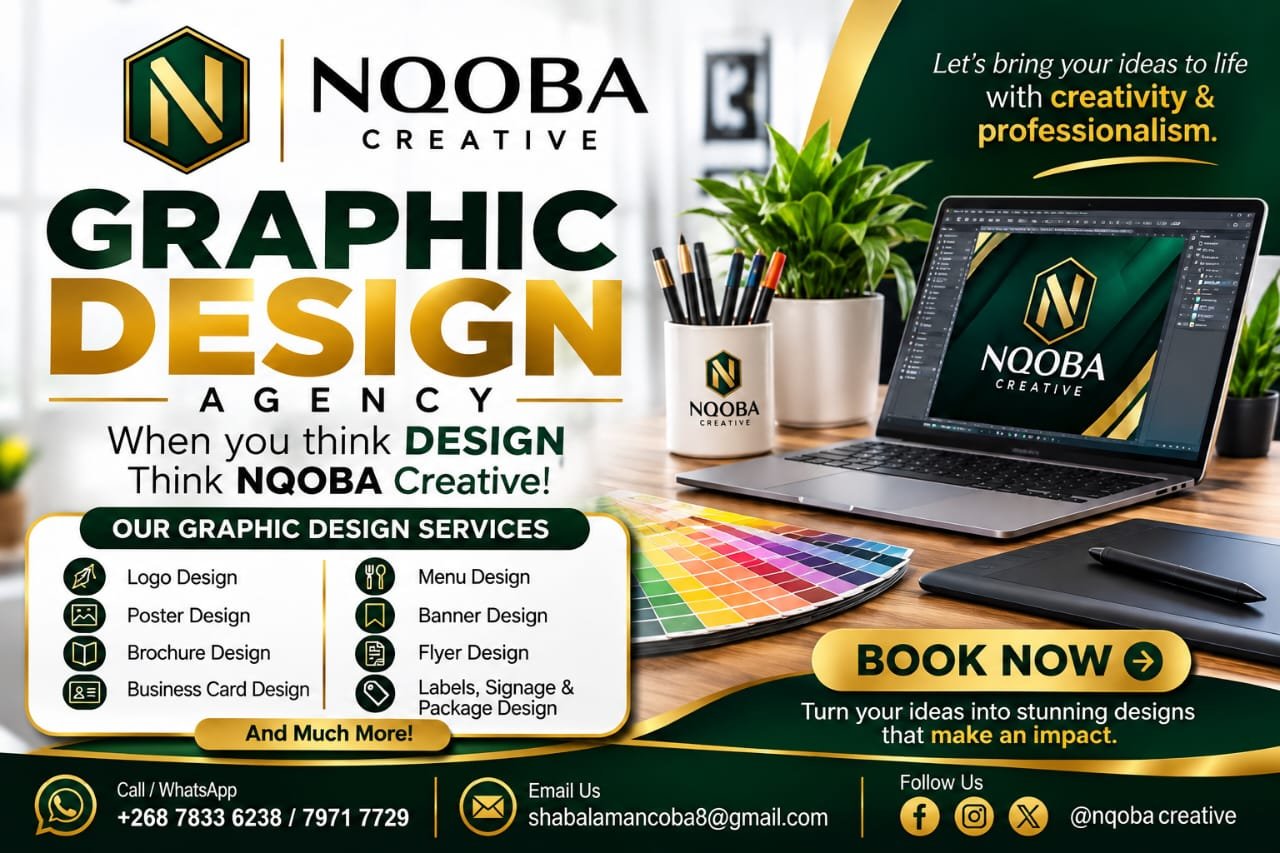 N
NQOBA
CREATIVE
GRAPHIC
DESIGN
AGENCY
When you think DESIGN
Think NQOBA Creative!
OUR GRAPHIC DESIGN SERVICES
Logo Design
Poster Design
Brochure Design
Business Card Design
Menu Design
Banner Design
Flyer Design
Labels, Signage &
Package Design
And Much More!
Let's bring your ideas to life
with creativity &
professionalism.
N
NQOBA
CREATIVE
N
NQOBA
CREATIVE
BOOK NOW
Turn your ideas into stunning designs
that make an impact.
Call / WhatsApp
+268 7833 6238 / 7971 7729
Email Us
shabalamancoba8@gmail.com
Follow Us
@nqoba creative